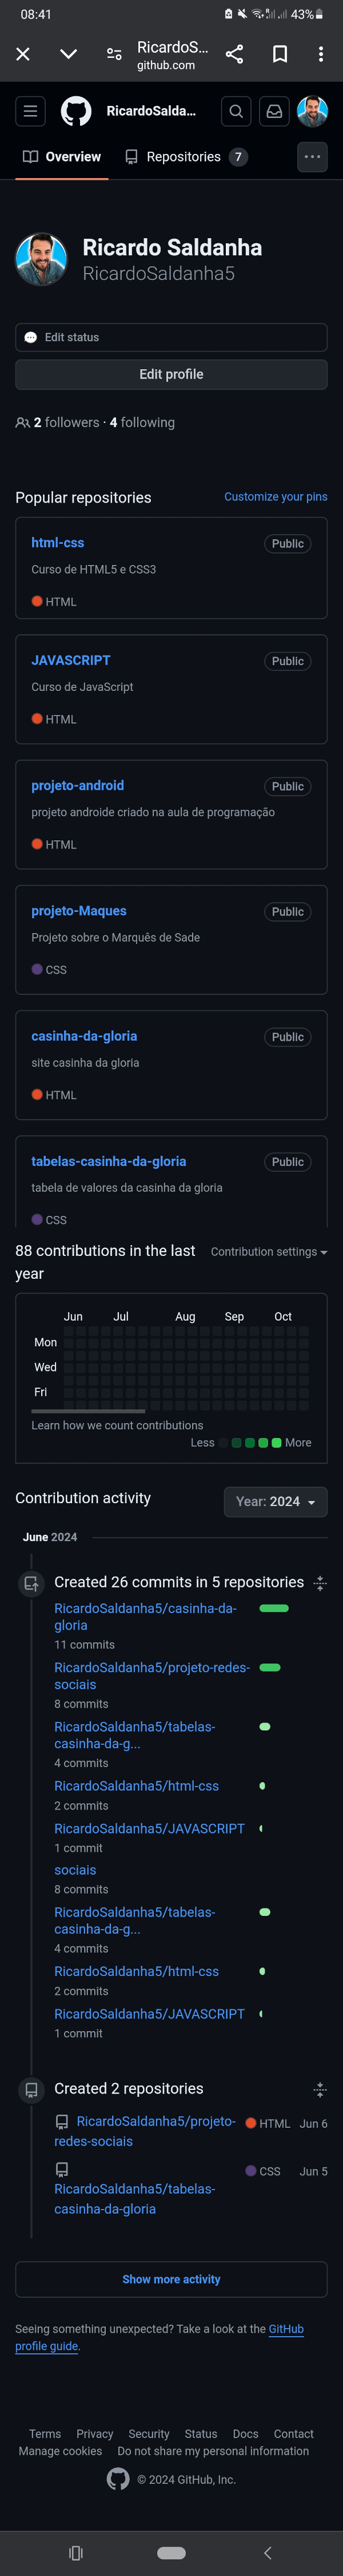 08:41
43%
RicardoS...
github.com
RicardoSalda...
Overview
Repositories 7
Ricardo Saldanha
RicardoSaldanha5
Edit status
Edit profile
2 followers · 4 following
Popular repositories
Customize your pins
html-css
Public
Curso de HTML5 e CSS3
HTML
JAVASCRIPT
Public
Curso de JavaScript
HTML
projeto-android
Public
projeto androide criado na aula de programação
HTML
projeto-Maques
Public
Projeto sobre o Marquês de Sade
CSS
casinha-da-gloria
Public
site casinha da gloria
HTML
tabelas-casinha-da-gloria
Public
tabela de valores da casinha da gloria
CSS
88 contributions in the last
year
Contribution settings
Jun Jul Aug Sep Oct
Mon
Wed
Fri
Learn how we count contributions
Less More
Contribution activity
Year: 2024
June 2024
Created 26 commits in 5 repositories
RicardoSaldanha5/casinha-da-
gloria
11 commits
RicardoSaldanha5/projeto-redes-
sociais
8 commits
RicardoSaldanha5/tabelas-
casinha-da-g...
4 commits
RicardoSaldanha5/html-css
2 commits
RicardoSaldanha5/JAVASCRIPT
1 commit
sociais
8 commits
RicardoSaldanha5/tabelas-
casinha-da-g...
4 commits
RicardoSaldanha5/html-css
2 commits
RicardoSaldanha5/JAVASCRIPT
1 commit
Created 2 repositories
RicardoSaldanha5/projeto-
redes-sociais
HTML Jun 6
CSS Jun 5
RicardoSaldanha5/tabelas-
casinha-da-gloria
Show more activity
Seeing something unexpected? Take a look at the GitHub
profile guide.
Terms Privacy Security Status Docs Contact
Manage cookies Do not share my personal information
© 2024 GitHub, Inc.